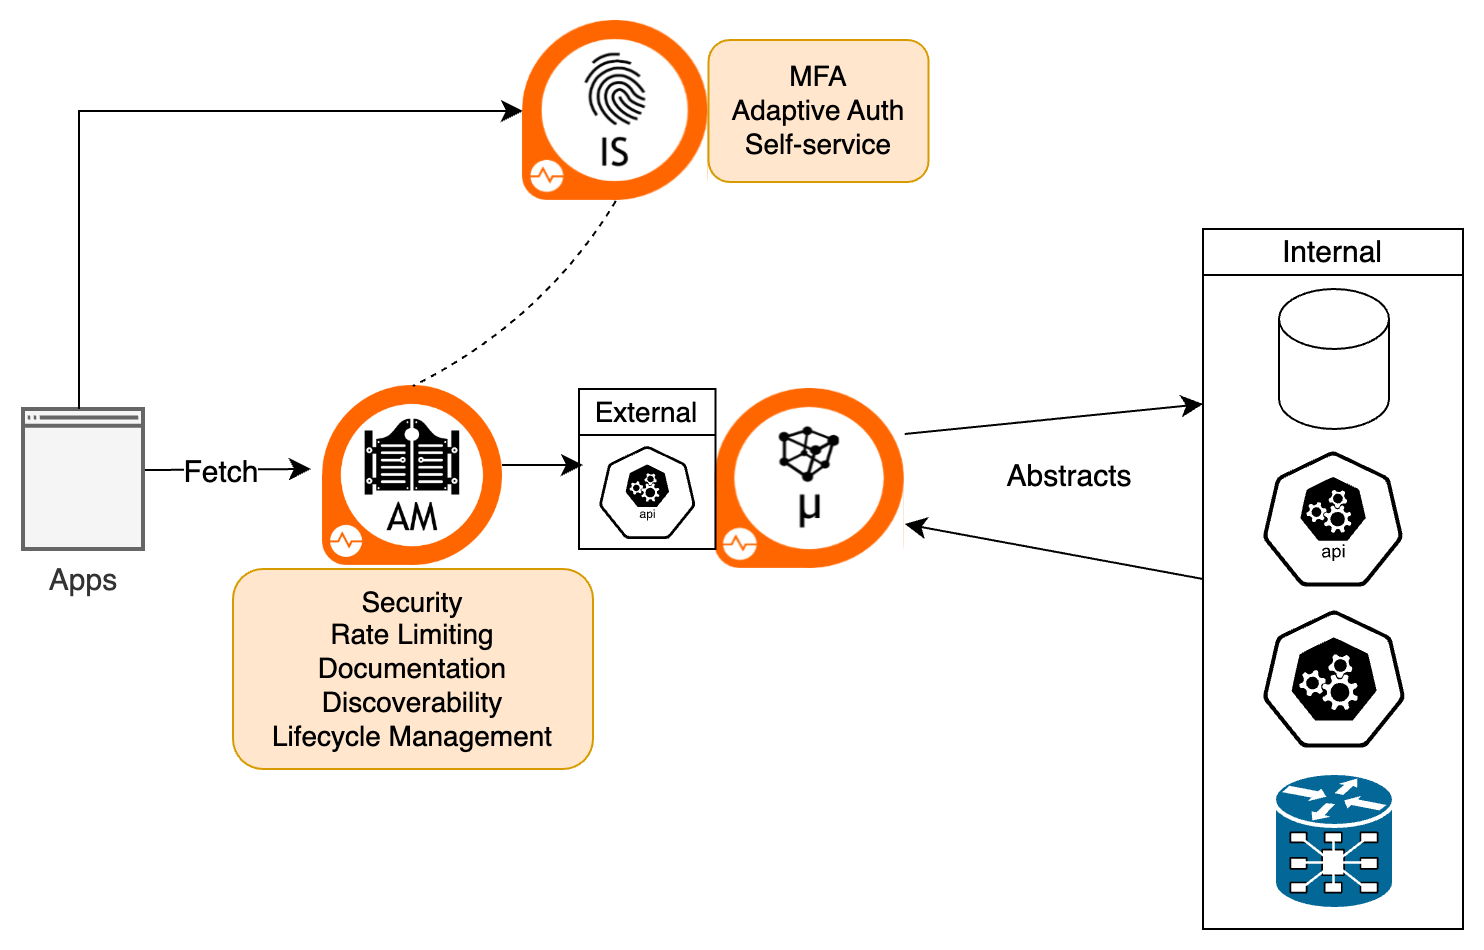 IS
MFA
Adaptive Auth
Self-service
Internal
External
api
Fetch
AM
µ
Abstracts
api
Apps
Security
Rate Limiting
Documentation
Discoverability
Lifecycle Management